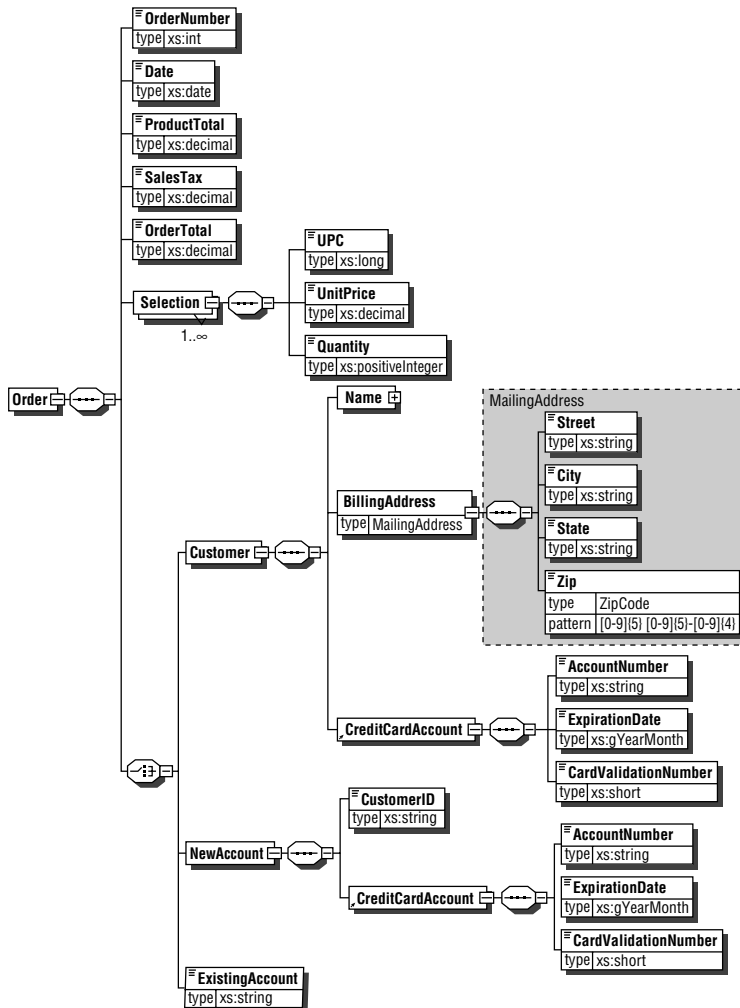 OrderNumber
type xs:int
Date
type xs:date
ProductTotal
type xs:decimal
SalesTax
type xs:decimal
OrderTotal
type xs:decimal
Selection
1..∞
UPC
type xs:long
UnitPrice
type xs:decimal
Quantity
type xs:positiveInteger
Order
Name
MailingAddress
Street
type xs:string
City
type xs:string
BillingAddress
type MailingAddress
State
type xs:string
Customer
Zip
type ZipCode
pattern [0-9]{5} [0-9]{5}-[0-9]{4}
AccountNumber
type xs:string
CreditCardAccount
ExpirationDate
type xs:gYearMonth
CardValidationNumber
type xs:short
CustomerID
type xs:string
NewAccount
AccountNumber
type xs:string
CreditCardAccount
ExpirationDate
type xs:gYearMonth
CardValidationNumber
type xs:short
ExistingAccount
type xs:string